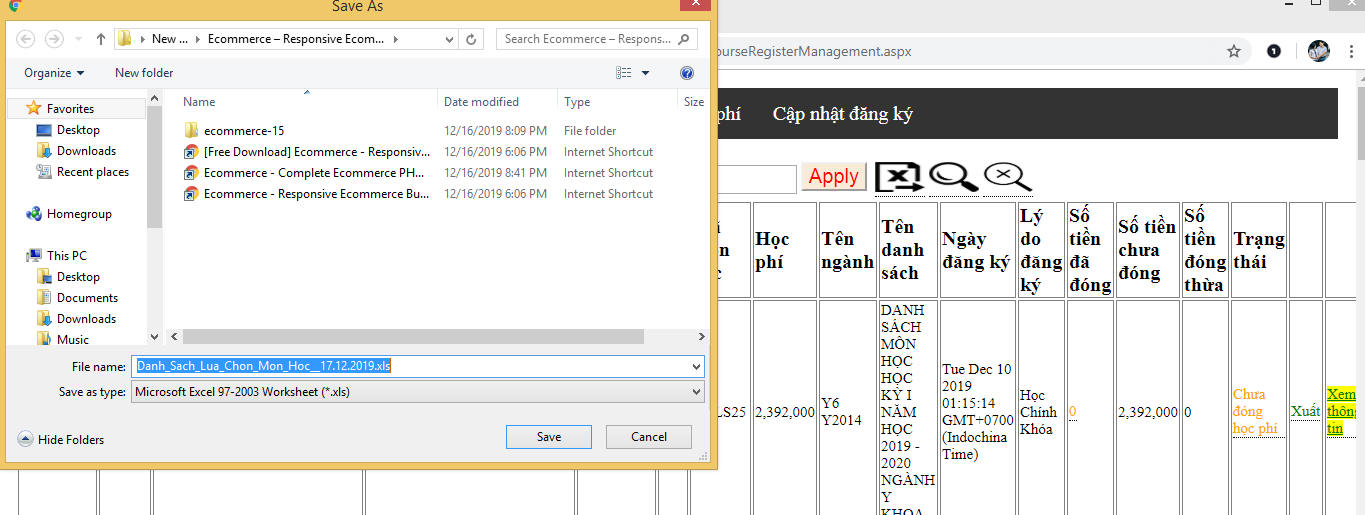 Save As
New ...
Ecommerce – Responsive Ecom...
Search Ecommerce – Respons...
Organize
New folder
Favorites
Desktop
Downloads
Recent places
Homegroup
This PC
Desktop
Documents
Downloads
Music
Name
Date modified
Type
Size
ecommerce-15
12/16/2019 8:09 PM
File folder
[Free Download] Ecommerce - Responsiv...
12/16/2019 6:06 PM
Internet Shortcut
Ecommerce - Complete Ecommerce PH...
12/16/2019 8:41 PM
Internet Shortcut
Ecommerce - Responsive Ecommerce Bu...
12/16/2019 6:06 PM
Internet Shortcut
File name:
Danh_Sach_Lua_Chon_Mon_Hoc__17.12.2019.xls
Save as type:
Microsoft Excel 97-2003 Worksheet (*.xls)
Hide Folders
Save
Cancel
ourseRegisterManagement.aspx
1
phí
Cập nhật đăng ký
Apply
Học
phí
Tên
ngành
Tên
danh
sách
Ngày
đăng ký
Lý
do
đăng
ký
Số
tiền
đã
đóng
Số tiền
chưa
đóng
Số
tiền
đóng
thừa
Trạng
thái
LS25
2,392,000
Y6
Y2014
DANH
SÁCH
MÔN
HỌC
HỌC
KỲ I
NĂM
HỌC
2019 -
2020
NGÀNH
Y
KHOA
Tue Dec 10
2019
01:15:14
GMT+0700
(Indochina
Time)
Học
Chính
Khóa
0
2,392,000
0
Chưa
đóng
học phí
Xuất
Xem
thông
tin